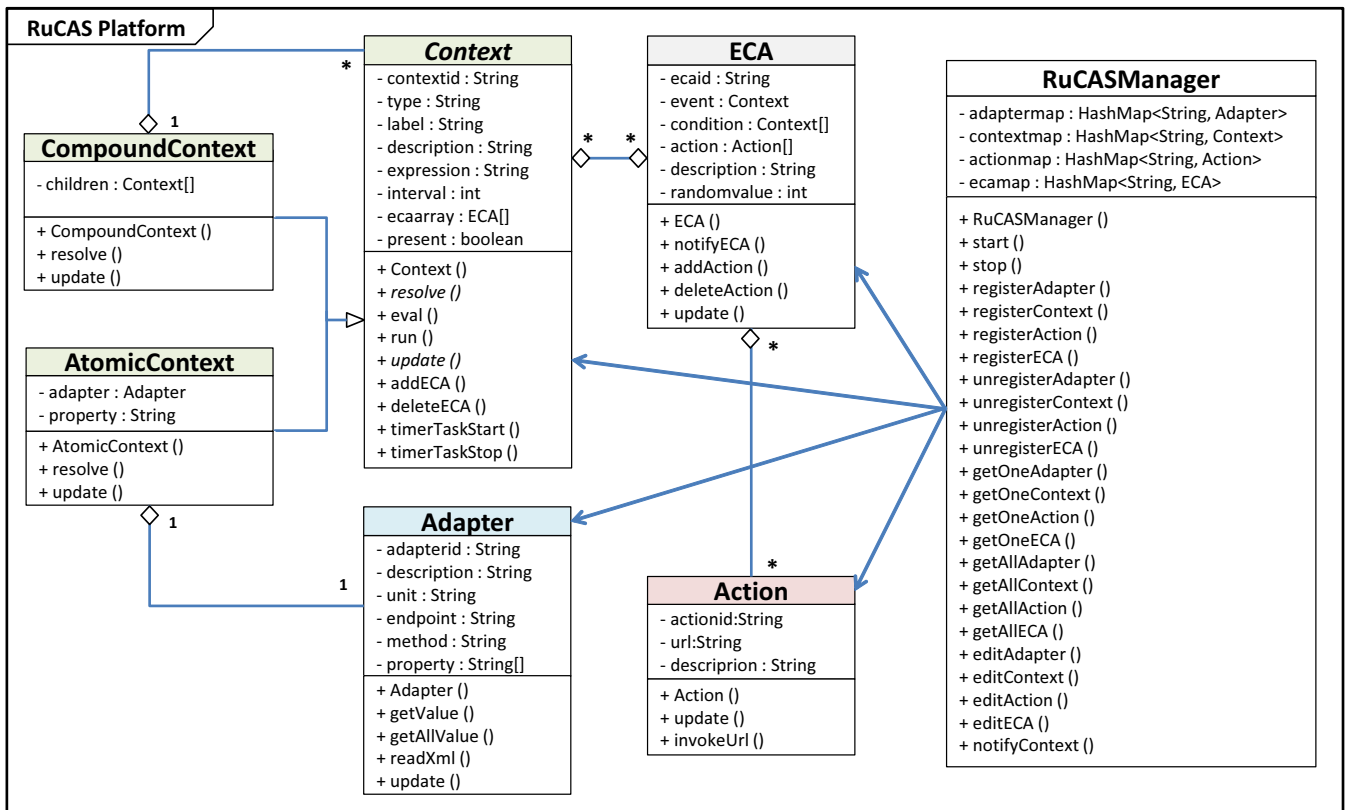 RuCAS Platform
*
1
CompoundContext
- children : Context[]
+ CompoundContext ()
+ resolve ()
+ update ()
AtomicContext
- adapter : Adapter
- property : String
+ AtomicContext ()
+ resolve ()
+ update ()
1
1
Context
- contextid : String
- type : String
- label : String
- description : String
- expression : String
- interval : int
- ecaarray : ECA[]
- present : boolean
+ Context ()
+ resolve ()
+ eval ()
+ run ()
+ update ()
+ addECA ()
+ deleteECA ()
+ timerTaskStart ()
+ timerTaskStop ()
Adapter
- adapterid : String
- description : String
- unit : String
- endpoint : String
- method : String
- property : String[]
+ Adapter ()
+ getValue ()
+ getAllValue ()
+ readXml ()
+ update ()
* *
ECA
- ecaid : String
- event : Context
- condition : Context[]
- action : Action[]
- description : String
- randomvalue : int
+ ECA ()
+ notifyECA ()
+ addAction ()
+ deleteAction ()
+ update ()
*
*
Action
- actionid:String
- url:String
- descriprion : String
+ Action ()
+ update ()
+ invokeUrl ()
RuCASManager
- adaptermap : HashMap<String, Adapter>
- contextmap : HashMap<String, Context>
- actionmap : HashMap<String, Action>
- ecamap : HashMap<String, ECA>
+ RuCASManager ()
+ start ()
+ stop ()
+ registerAdapter ()
+ registerContext ()
+ registerAction ()
+ registerECA ()
+ unregisterAdapter ()
+ unregisterContext ()
+ unregisterAction ()
+ unregisterECA ()
+ getOneAdapter ()
+ getOneContext ()
+ getOneAction ()
+ getOneECA ()
+ getAllAdapter ()
+ getAllContext ()
+ getAllAction ()
+ getAllECA ()
+ editAdapter ()
+ editContext ()
+ editAction ()
+ editECA ()
+ notifyContext ()